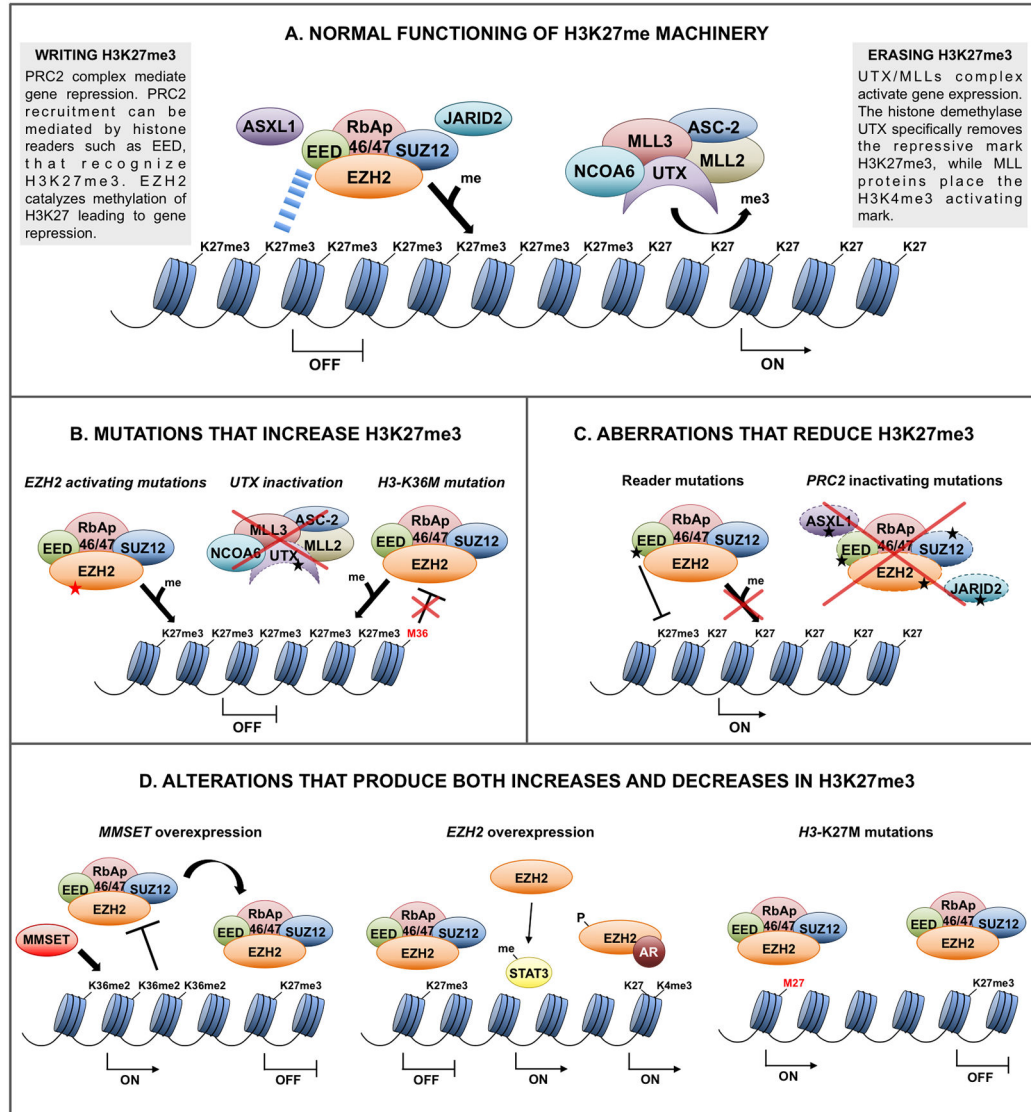 A. NORMAL FUNCTIONING OF H3K27me MACHINERY
WRITING H3K27me3
PRC2 complex mediate
gene repression. PRC2
recruitment can be
mediated by histone
readers such as EED,
that recognize
H3K27me3. EZH2
catalyzes methylation of
H3K27 leading to gene
repression.
ERASING H3K27me3
UTX/MLLs complex
activate gene expression.
The histone demethylase
UTX specifically removes
the repressive mark
H3K27me3, while MLL
proteins place the
H3K4me3 activating
mark.
ASXL1
RbAp
46/47
JARID2
EED
SUZ12
EZH2
me
ASC-2
MLL3
MLL2
NCOA6
UTX
me3
K27me3 K27me3 K27me3 K27me3 K27me3 K27me3 K27me3 K27 K27 K27 K27 K27
OFF
ON
B. MUTATIONS THAT INCREASE H3K27me3
EZH2 activating mutations
UTX inactivation
H3-K36M mutation
RbAp
46/47
EED
SUZ12
EZH2
me
ASC-2
MLL3
NCOA6
MLL2
UTX
RbAp
46/47
EED
SUZ12
EZH2
me
K27me3 K27me3 K27me3 K27me3 K27me3 K27me3 M36
OFF
C. ABERRATIONS THAT REDUCE H3K27me3
Reader mutations
PRC2 inactivating mutations
RbAp
46/47
EED
SUZ12
EZH2
me
ASXL1
RbAp
46/47
EED
SUZ12
EZH2
JARID2
K27me3 K27 K27 K27 K27 K27
ON
D. ALTERATIONS THAT PRODUCE BOTH INCREASES AND DECREASES IN H3K27me3
MMSET overexpression
EZH2 overexpression
H3-K27M mutations
RbAp
46/47
EED
SUZ12
EZH2
MMSET
RbAp
46/47
EED
SUZ12
EZH2
K36me2 K36me2 K36me2 K27me3
ON
OFF
RbAp
46/47
EED
SUZ12
EZH2
EZH2
me
STAT3
P
EZH2
AR
K27me3 K27 K4me3
OFF
ON
ON
RbAp
46/47
EED
SUZ12
EZH2
RbAp
46/47
EED
SUZ12
EZH2
M27 K27me3
ON
OFF